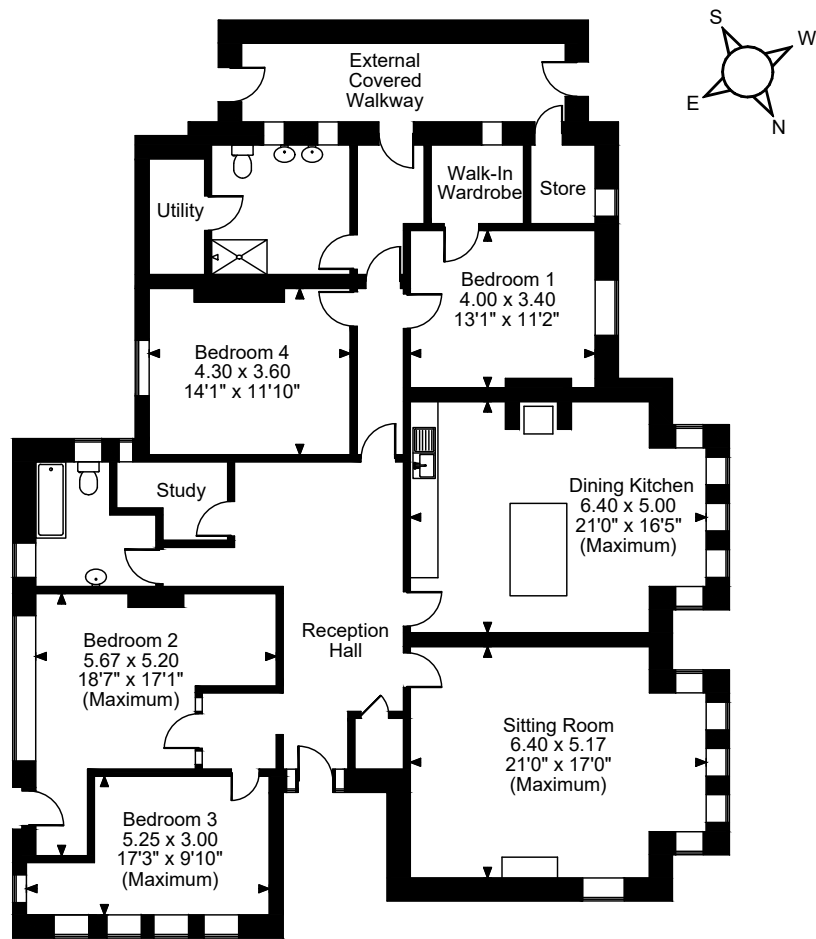 External
Covered
Walkway
S
W
E
N
Utility
Walk-In
Wardrobe
Store
Bedroom 1
4.00 x 3.40
13'1" x 11'2"
Bedroom 4
4.30 x 3.60
14'1" x 11'10"
Study
Dining Kitchen
6.40 x 5.00
21'0" x 16'5"
(Maximum)
Reception
Hall
Bedroom 2
5.67 x 5.20
18'7" x 17'1"
(Maximum)
Sitting Room
6.40 x 5.17
21'0" x 17'0"
(Maximum)
Bedroom 3
5.25 x 3.00
17'3" x 9'10"
(Maximum)